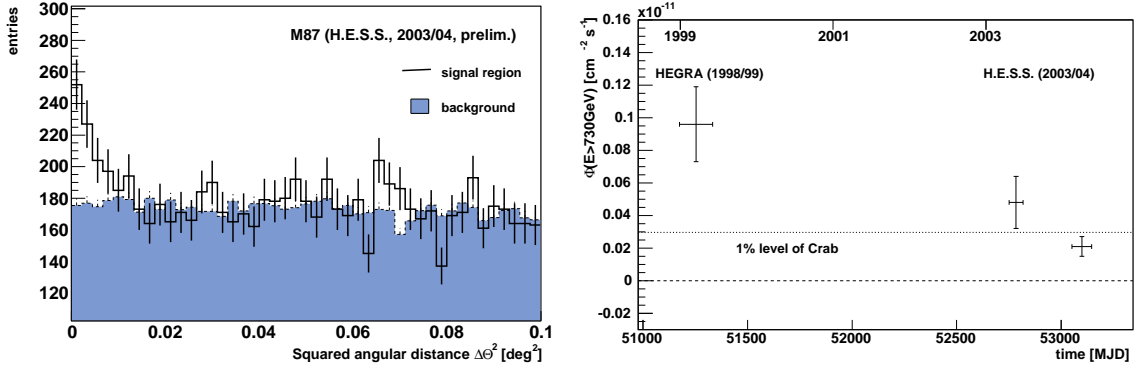 entries
300
280
260
240
220
200
180
160
140
120
M87 (H.E.S.S., 2003/04, prelim.)
signal region
background
0 0.02 0.04 0.06 0.08 0.1
Squared angular distance ΔΘ² [deg²]
×10⁻¹¹
Φ(E>730GeV) [cm⁻² s⁻¹]
0.16
0.14
0.12
0.1
0.08
0.06
0.04
0.02
0
-0.02
1999 2001 2003
HEGRA (1998/99)
H.E.S.S. (2003/04)
1% level of Crab
51000 51500 52000 52500 53000
time [MJD]